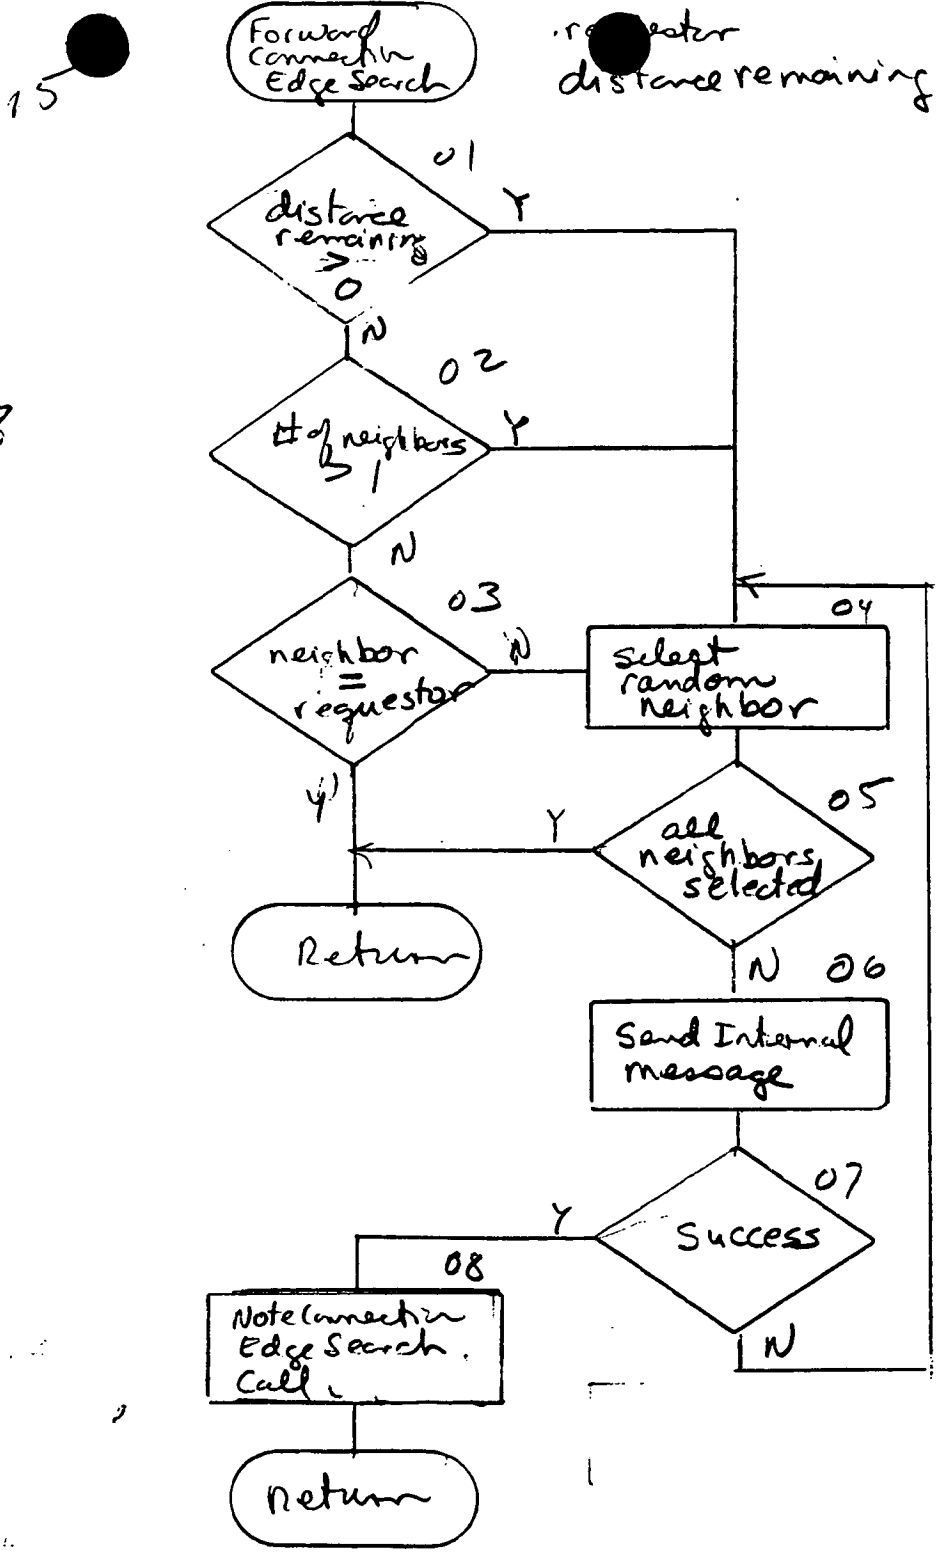 Forward
Connection
Edge Search
distance remaining
15
01
distance
remaining
>
0
Y
N
02
# of neighbors
> 1
Y
N
03
neighbor
=
requestor
N
Y
04
select
random
neighbor
05
all
neighbors
selected
Y
N
Return
06
Send Internal
message
07
Success
Y
N
08
Note Connection
Edge Search
Call
Return